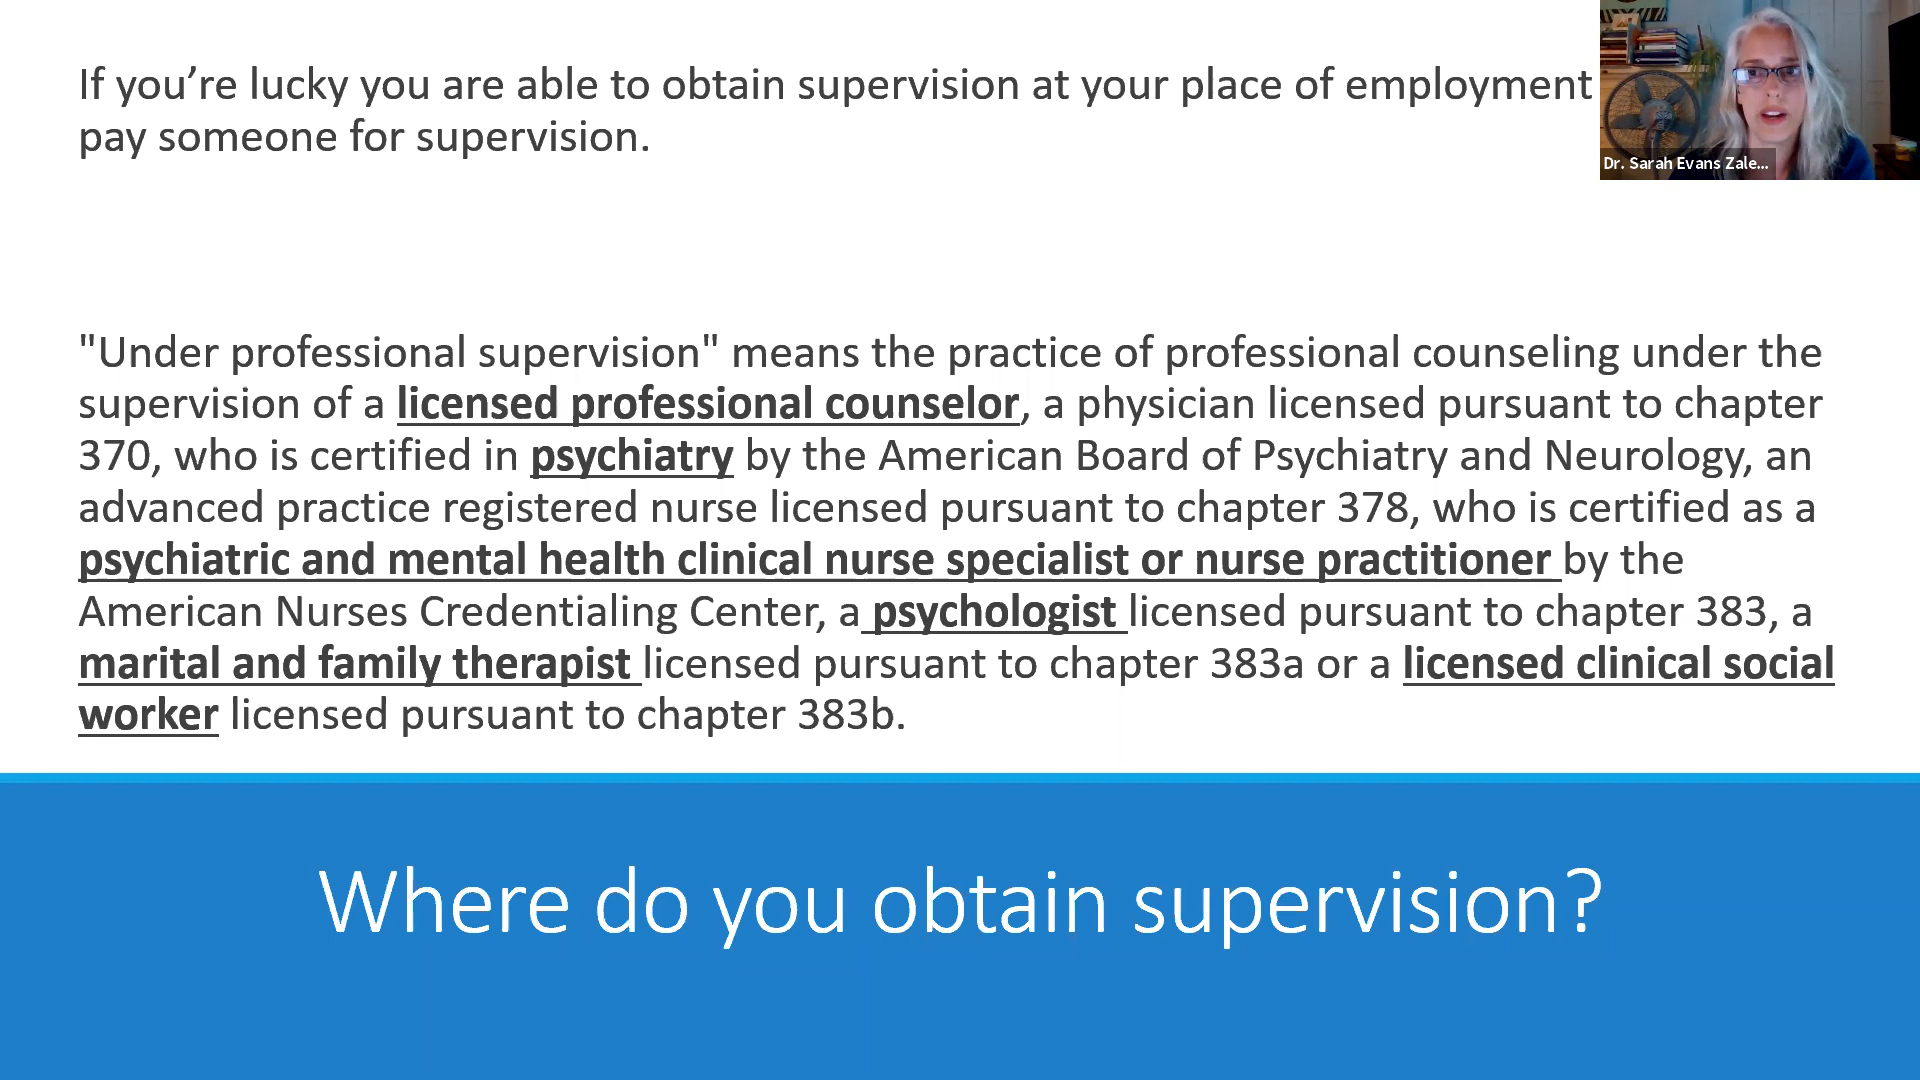 If you’re lucky you are able to obtain supervision at your place of employment
pay someone for supervision.
Dr. Sarah Evans Zale...
"Under professional supervision" means the practice of professional counseling under the
supervision of a licensed professional counselor, a physician licensed pursuant to chapter
370, who is certified in psychiatry by the American Board of Psychiatry and Neurology, an
advanced practice registered nurse licensed pursuant to chapter 378, who is certified as a
psychiatric and mental health clinical nurse specialist or nurse practitioner by the
American Nurses Credentialing Center, a psychologist licensed pursuant to chapter 383, a
marital and family therapist licensed pursuant to chapter 383a or a licensed clinical social
worker licensed pursuant to chapter 383b.
Where do you obtain supervision?